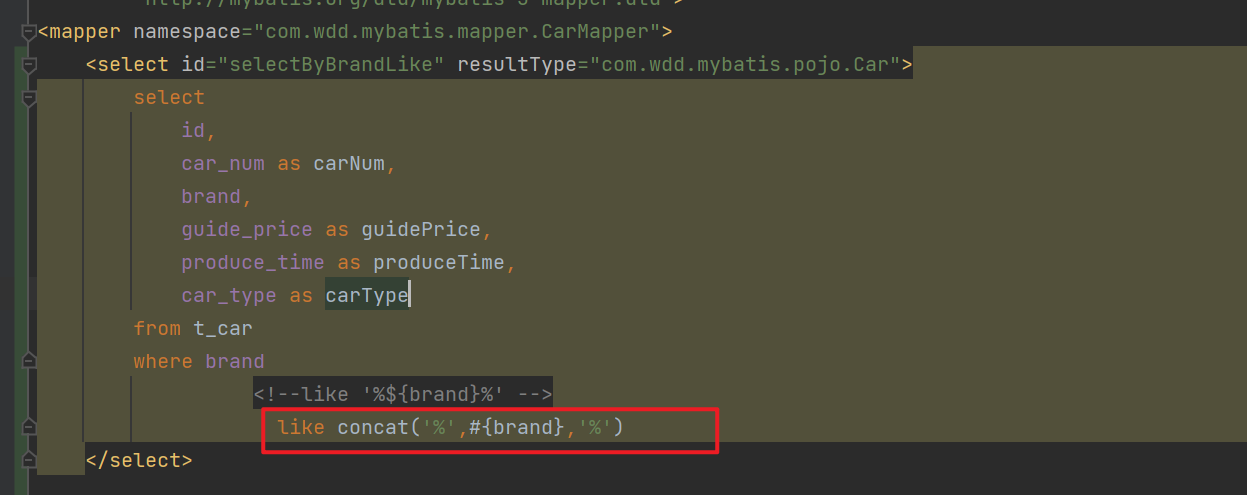 "http://mybatis.org/dtd/mybatis-3-mapper.dtd">
<mapper namespace="com.wdd.mybatis.mapper.CarMapper">
<select id="selectByBrandLike" resultType="com.wdd.mybatis.pojo.Car">
select
id,
car_num as carNum,
brand,
guide_price as guidePrice,
produce_time as produceTime,
car_type as carType
from t_car
where brand
<!--like '%${brand}%' -->
like concat('%',#{brand},'%')
</select>